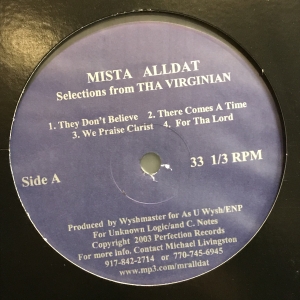 MISTA ALLDAT
Selections from THA VIRGINIAN
1. They Don't Believe 2. There Comes A Time
3. We Praise Christ 4. For Tha Lord
Side A
33 1/3 RPM
Produced by Wyshmaster for As U Wysh/ENP
For Unknown Logic/and C. Notes
Copyright 2003 Perfection Records
For more info. Contact Michael Livingston
917-842-2714 or 770-745-6945
www.mp3.com/mralldat